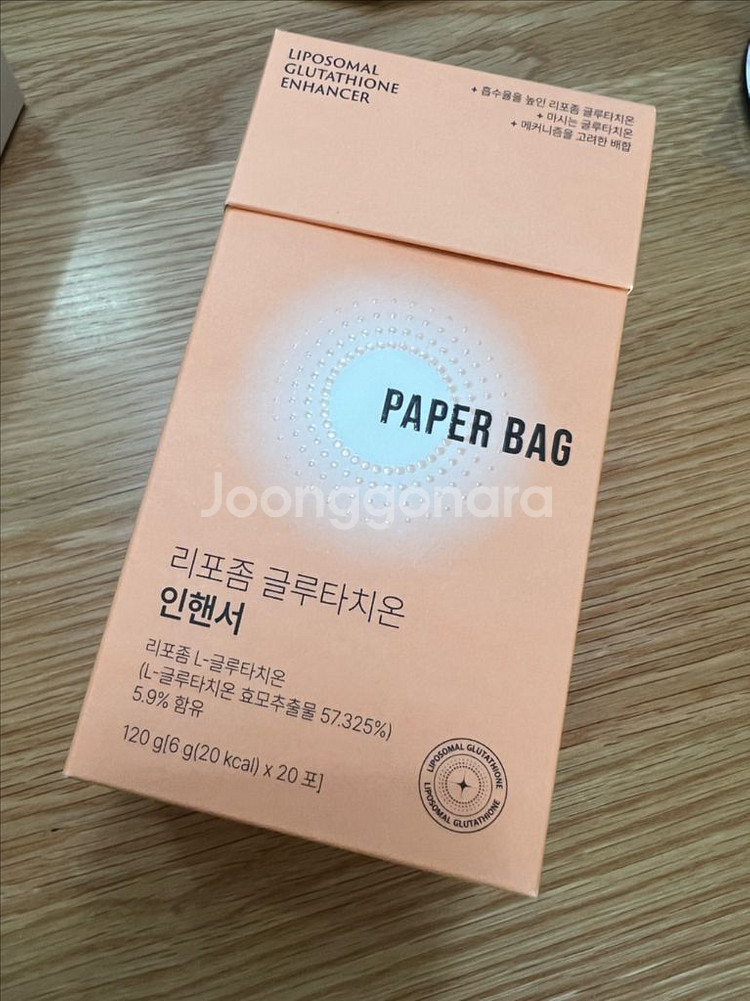 LIPOSOMAL
GLUTATHIONE
ENHANCER
+ 흡수율을 높인 리포좀 글루타치온
+ 마시는 글루타치온
+ 메커니즘을 고려한 배합
PAPER BAG
Joonggonara
리포좀 글루타치온
인핸서
리포좀 L-글루타치온
(L-글루타치온 효모추출물 57.325%)
5.9% 함유
120 g[6 g(20 kcal) x 20 포]
LIPOSOMAL GLUTATHIONE
LIPOSOMAL GLUTATHIONE